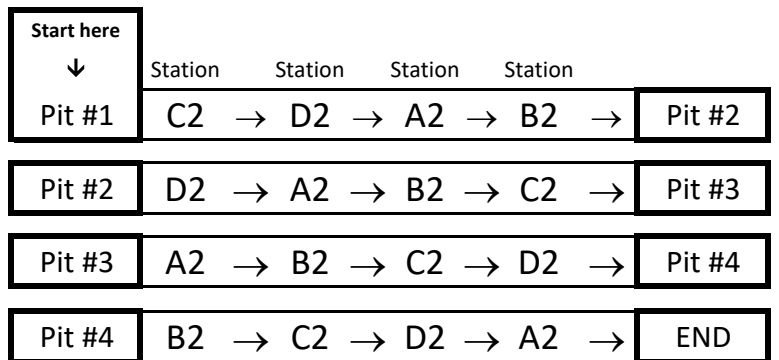 Start here
↓
Station Station Station Station
Pit #1 C2 → D2 → A2 → B2 → Pit #2
Pit #2 D2 → A2 → B2 → C2 → Pit #3
Pit #3 A2 → B2 → C2 → D2 → Pit #4
Pit #4 B2 → C2 → D2 → A2 → END